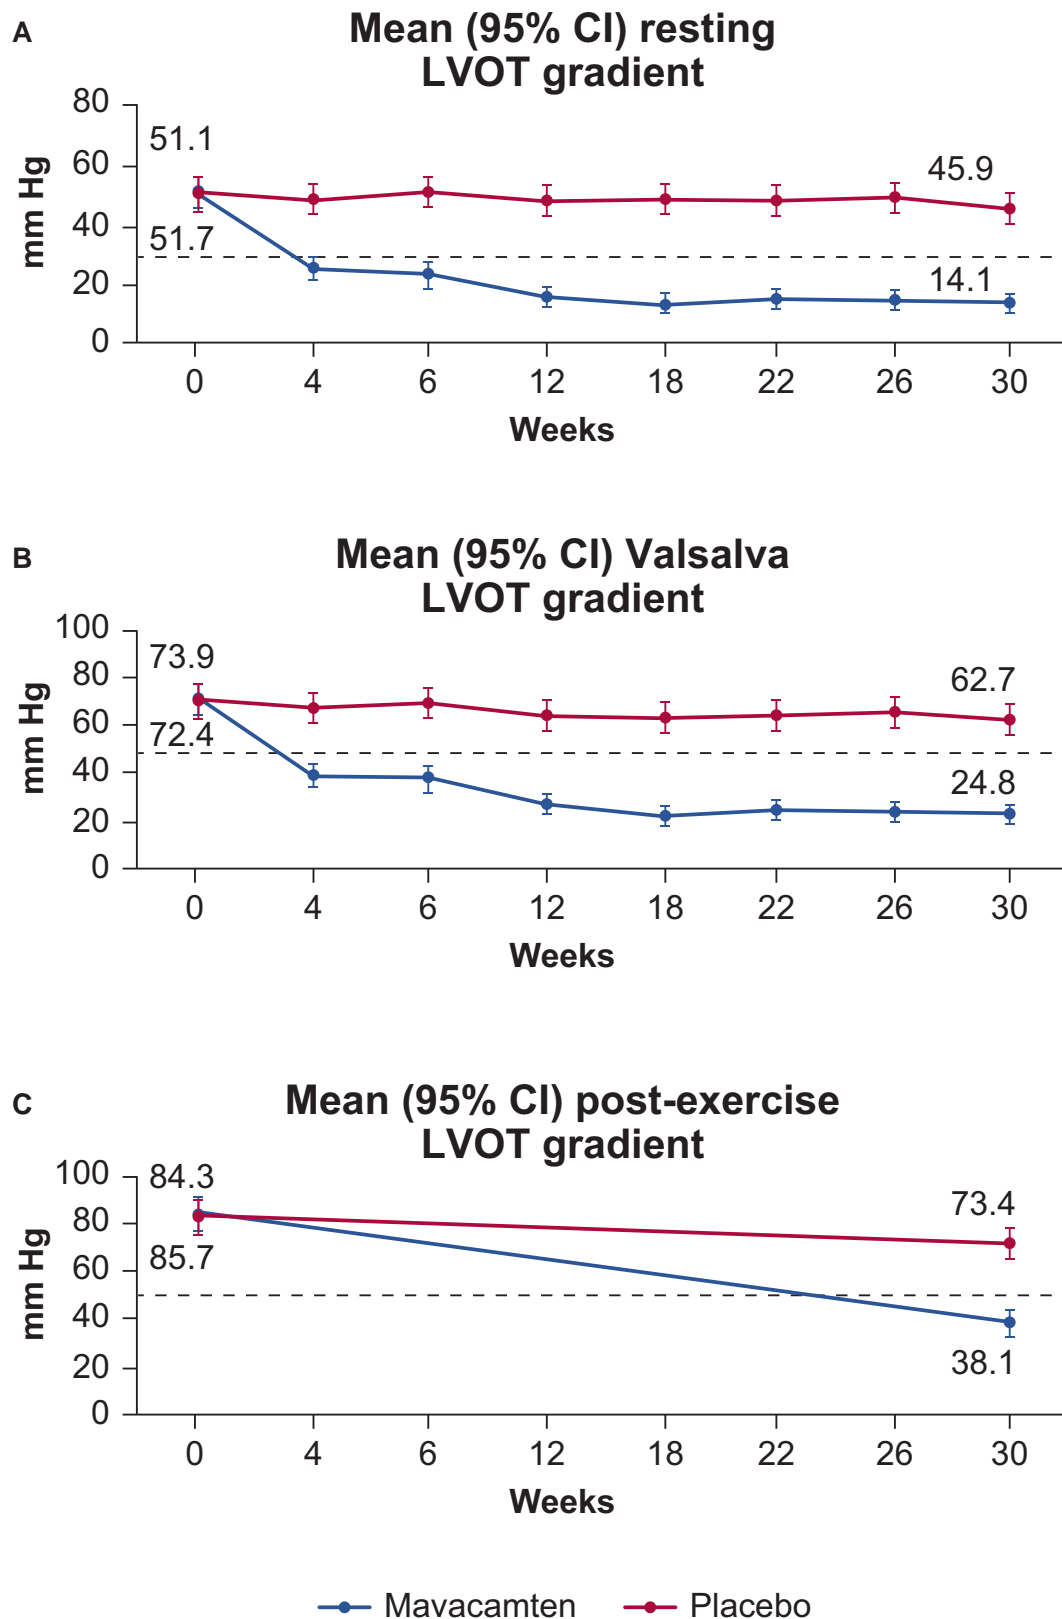 A
Mean (95% CI) resting
LVOT gradient
mm Hg
80
60
40
20
0
51.1
51.7
45.9
14.1
0 4 6 12 18 22 26 30
Weeks
B
Mean (95% CI) Valsalva
LVOT gradient
mm Hg
100
80
60
40
20
0
73.9
72.4
62.7
24.8
0 4 6 12 18 22 26 30
Weeks
C
Mean (95% CI) post-exercise
LVOT gradient
mm Hg
100
80
60
40
20
0
84.3
85.7
73.4
38.1
0 4 6 12 18 22 26 30
Weeks
Mavacamten Placebo